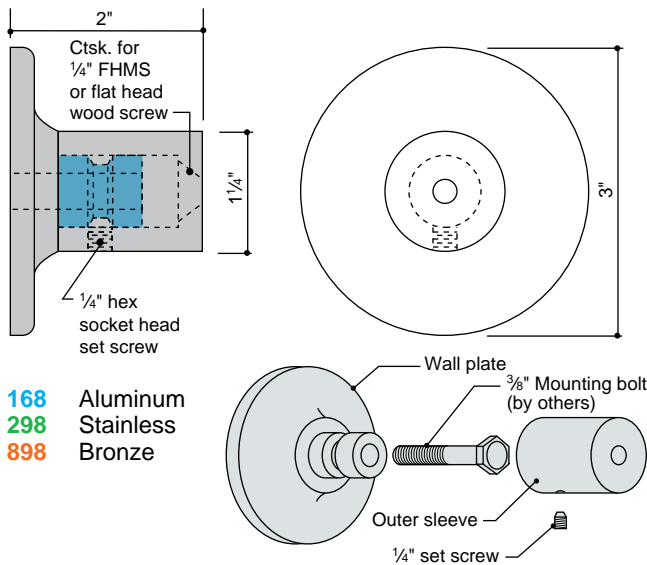 2"
Ctsk. for
¼" FHMS
or flat head
wood screw
1¼"
3"
¼" hex
socket head
set screw
168 Aluminum
298 Stainless
898 Bronze
Wall plate
⅜" Mounting bolt
(by others)
Outer sleeve
¼" set screw